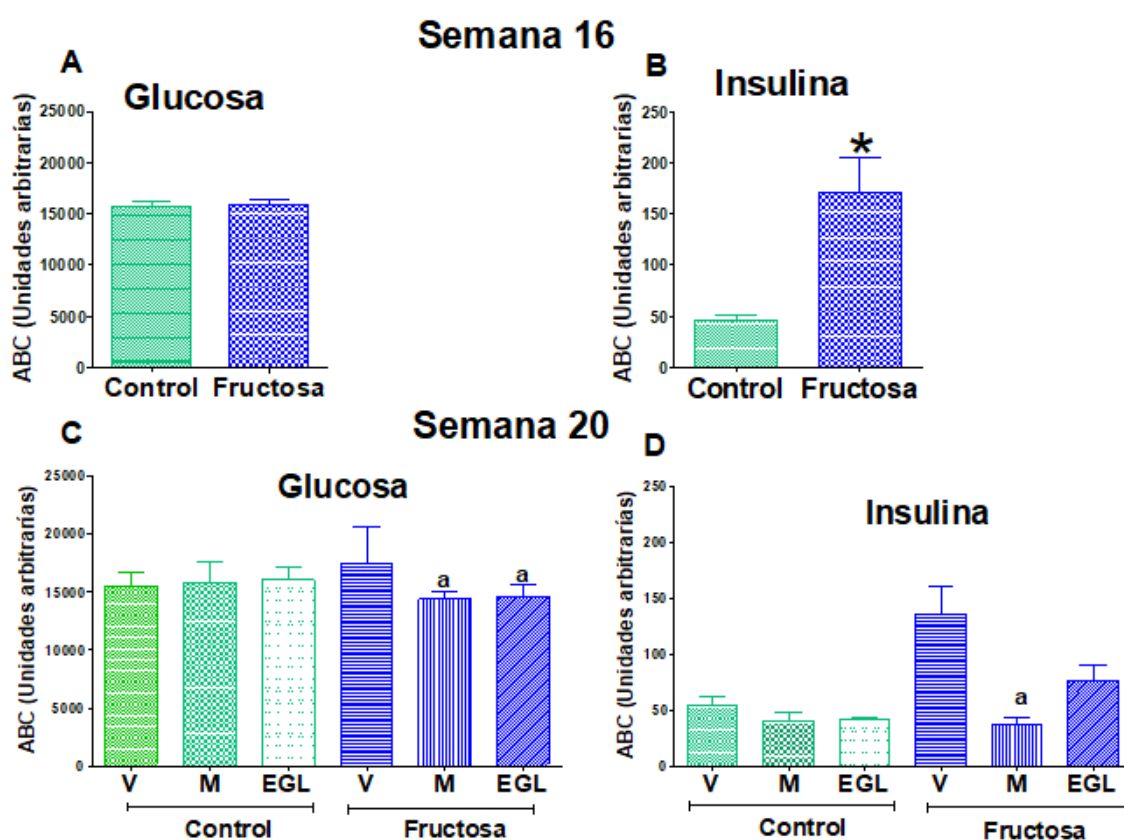 Semana 16
A
Glucosa
ABC (Unidades arbitrarías)
25000
20000
15000
10000
5000
0
Control Fructosa
B
Insulina
ABC (Unidades arbitrarías)
250
200
150
100
50
0
*
Control Fructosa
Semana 20
C
Glucosa
ABC (Unidades arbitrarías)
25000
20000
15000
10000
5000
0
a a
V M EGL V M EGL
Control Fructosa
D
Insulina
ABC (Unidades arbitrarías)
250
200
150
100
50
0
a
V M EGL V M EGL
Control Fructosa